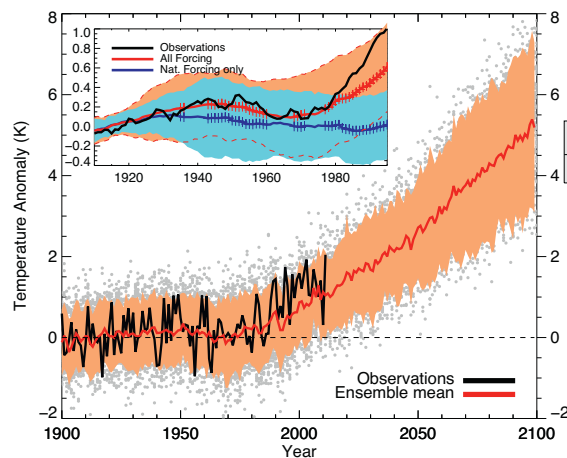 8
6
4
2
0
−2
Temperature Anomaly (K)
1.0
0.8
0.6
0.4
0.2
0.0
-0.2
-0.4
Observations
All Forcing
Nat. Forcing only
1920 1940 1960 1980
8
6
4
2
0
−2
Observations
Ensemble mean
1900 1950 2000 2050 2100
Year